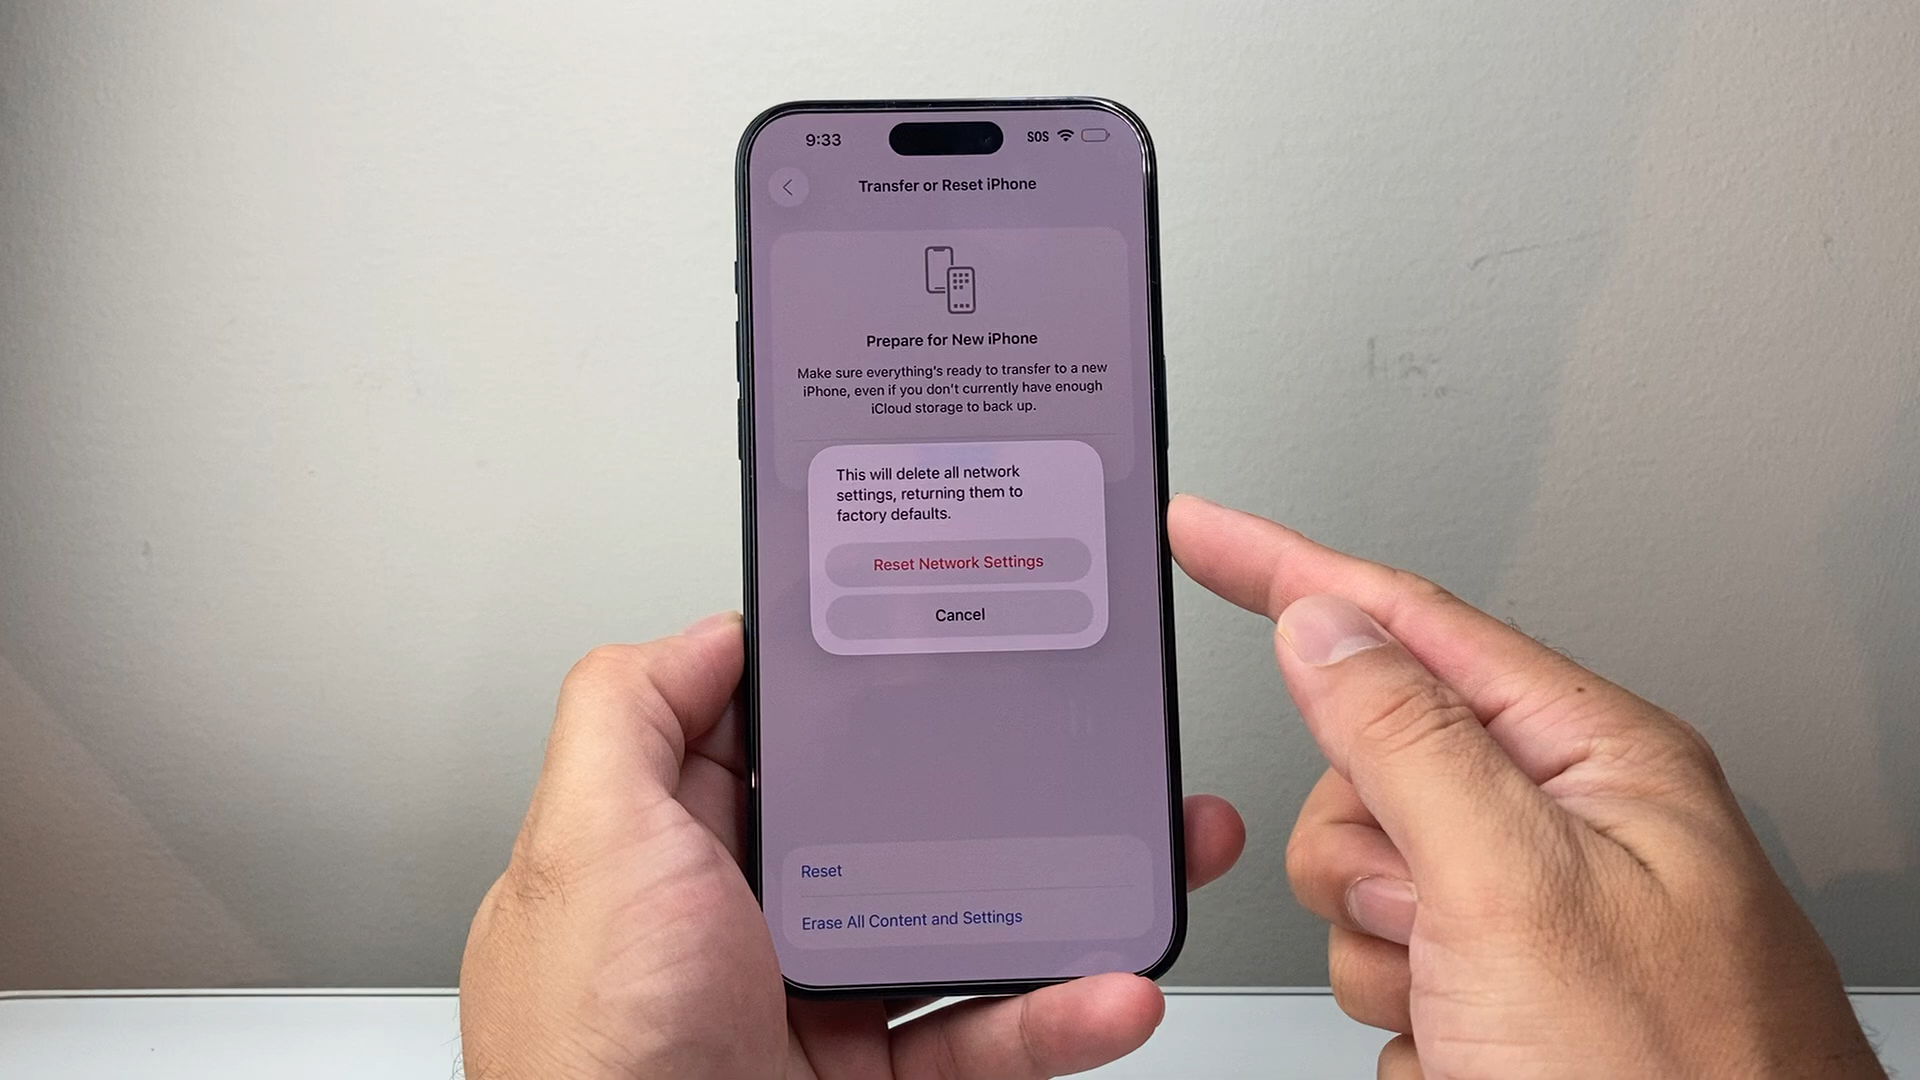 9:33
SOS
Transfer or Reset iPhone
Prepare for New iPhone
Make sure everything's ready to transfer to a new
iPhone, even if you don't currently have enough
iCloud storage to back up.
This will delete all network
settings, returning them to
factory defaults.
Reset Network Settings
Cancel
Reset
Erase All Content and Settings